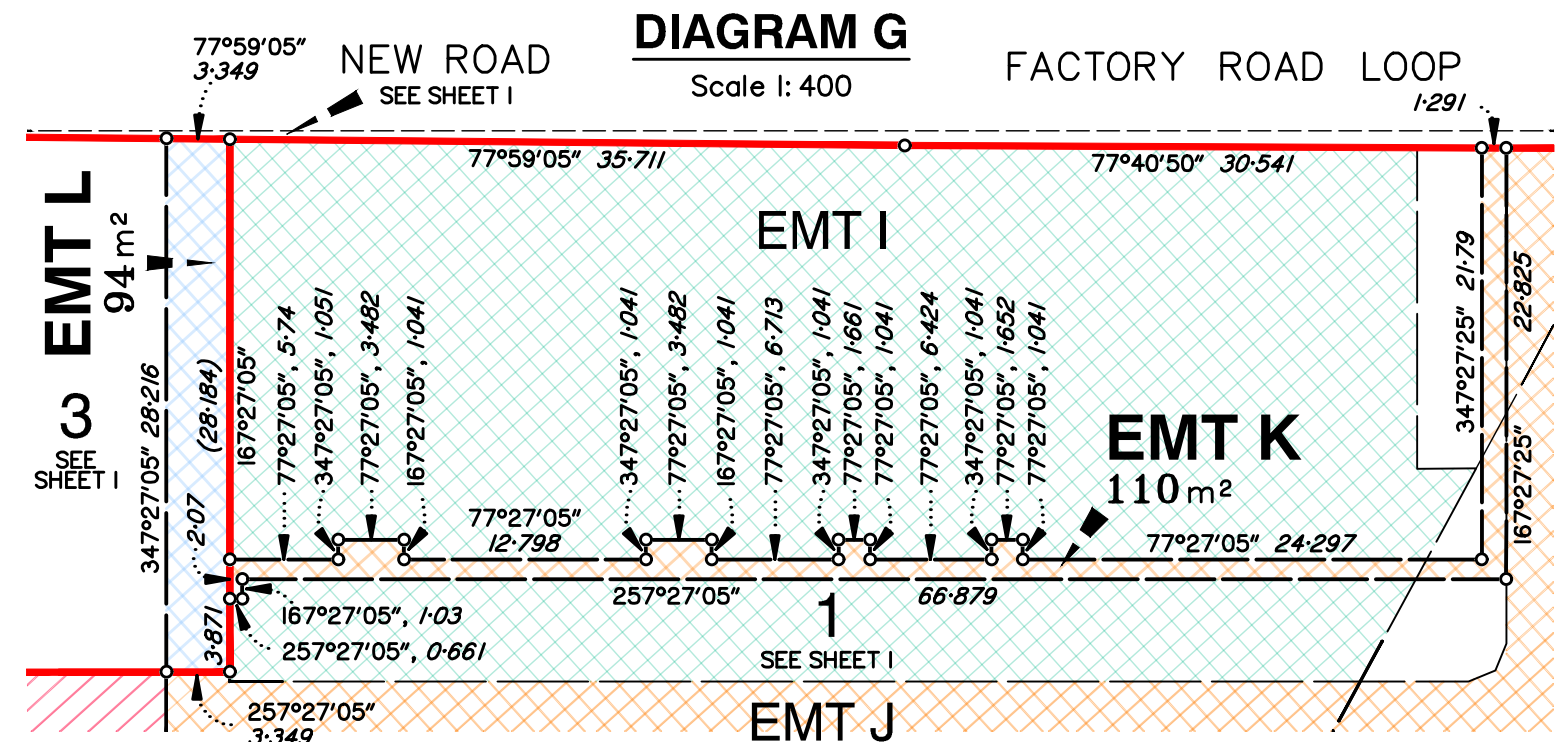 DIAGRAM G
Scale 1: 400
77°59'05"
3·349
NEW ROAD
SEE SHEET 1
FACTORY ROAD LOOP
1·291
77°59'05" 35·711
77°40'50" 30·541
EMT L
94 m²
EMT I
3
SEE
SHEET 1
347°27'05" 28·216
(28·184)
167°27'05"
77°27'05", 5·74
347°27'05", 1·051
77°27'05", 3·482
167°27'05", 1·041
347°27'05", 1·041
77°27'05", 3·482
167°27'05", 1·041
77°27'05", 6·713
347°27'05", 1·041
77°27'05", 1·661
77°27'05", 1·041
77°27'05", 6·424
347°27'05", 1·041
77°27'05", 1·652
77°27'05", 1·041
347°27'25" 21·79
22·825
167°27'25"
EMT K
110 m²
77°27'05"
12·798
77°27'05" 24·297
2·07
257°27'05" 66·879
167°27'05", 1·03
3·871
257°27'05", 0·661
1
SEE SHEET 1
257°27'05"
3·349
EMT J